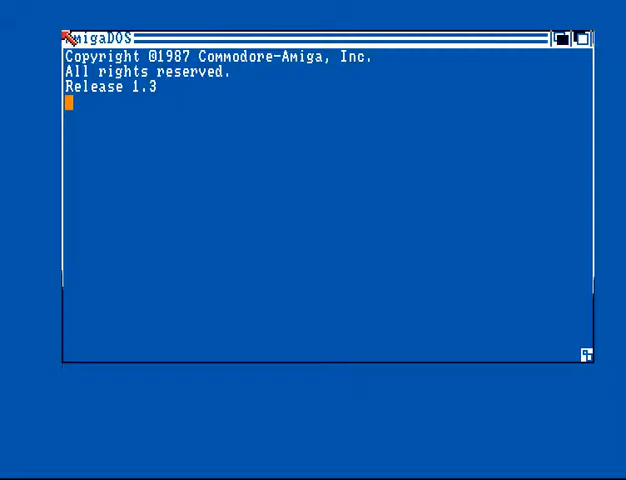 AmigaDOS
Copyright ©1987 Commodore-Amiga, Inc.
All rights reserved.
Release 1.3